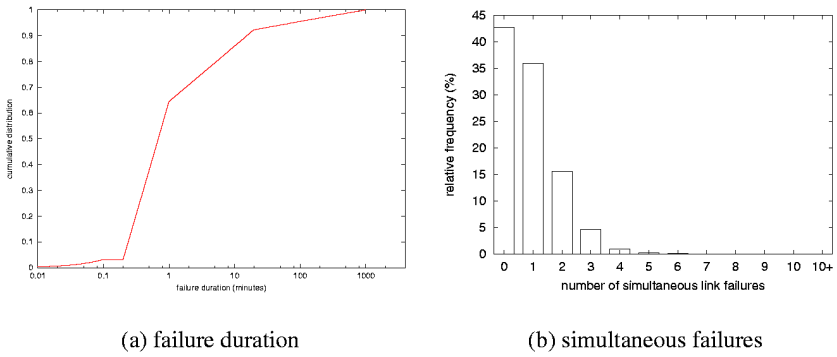 1
0.9
0.8
0.7
0.6
0.5
0.4
0.3
0.2
0.1
0
cumulative distribution
0.01 0.1 1 10 100 1000
failure duration (minutes)
(a) failure duration
45
40
35
30
25
20
15
10
5
0
relative frequency (%)
0 1 2 3 4 5 6 7 8 9 10 10+
number of simultaneous link failures
(b) simultaneous failures